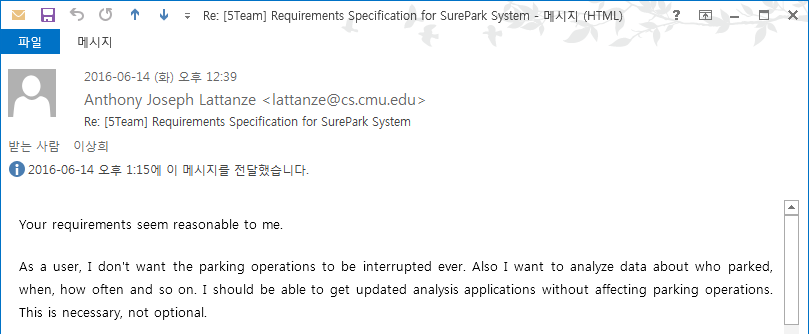 Re: [5Team] Requirements Specification for SurePark System - 메시지 (HTML)
파일 메시지
2016-06-14 (화) 오후 12:39
Anthony Joseph Lattanze <lattanze@cs.cmu.edu>
Re: [5Team] Requirements Specification for SurePark System
받는 사람 이상희
2016-06-14 오후 1:15에 이 메시지를 전달했습니다.
Your requirements seem reasonable to me.
As a user, I don't want the parking operations to be interrupted ever. Also I want to analyze data about who parked,
when, how often and so on. I should be able to get updated analysis applications without affecting parking operations.
This is necessary, not optional.